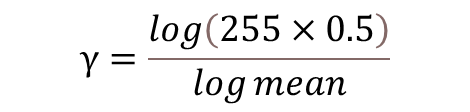 γ = log(255 × 0.5) / log mean